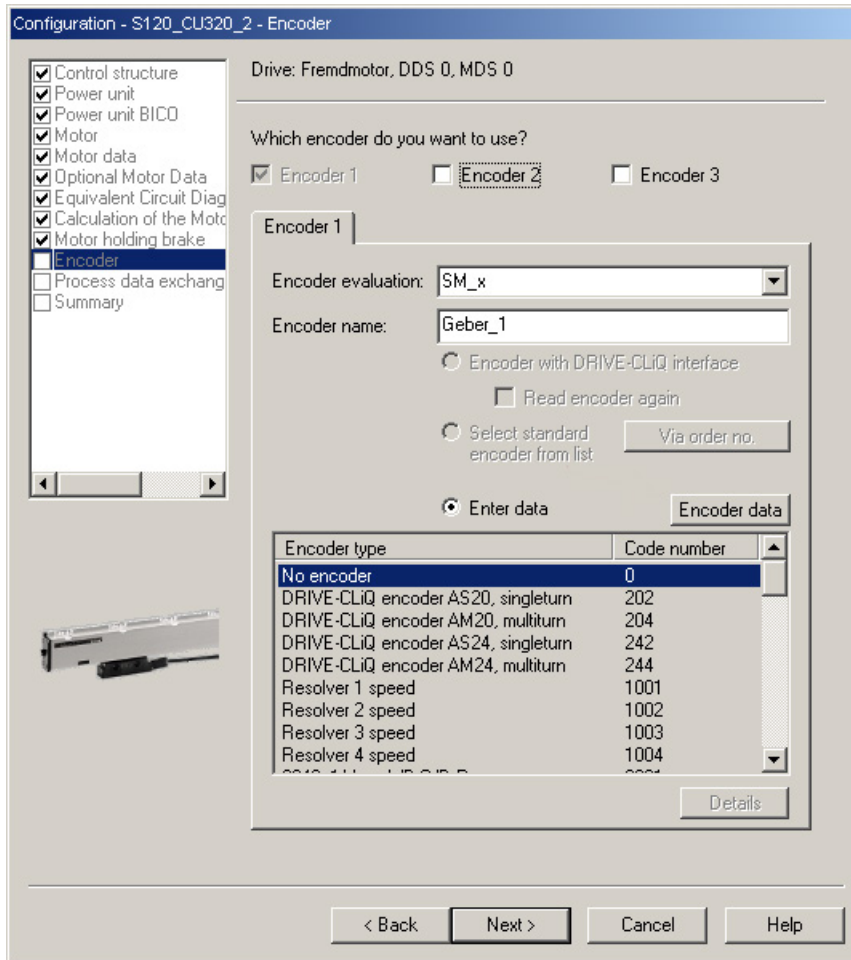 Configuration - S120_CU320_2 - Encoder
Control structure
Power unit
Power unit BICO
Motor
Motor data
Optional Motor Data
Equivalent Circuit Diag
Calculation of the Moto
Motor holding brake
Encoder
Process data exchang
Summary
Drive: Fremdmotor, DDS 0, MDS 0
Which encoder do you want to use?
Encoder 1 Encoder 2 Encoder 3
Encoder 1
Encoder evaluation: SM_x
Encoder name: Geber_1
Encoder with DRIVE-CLiQ interface
Read encoder again
Select standard
encoder from list
Via order no.
Enter data Encoder data
Encoder type Code number
No encoder 0
DRIVE-CLiQ encoder AS20, singleturn 202
DRIVE-CLiQ encoder AM20, multiturn 204
DRIVE-CLiQ encoder AS24, singleturn 242
DRIVE-CLiQ encoder AM24, multiturn 244
Resolver 1 speed 1001
Resolver 2 speed 1002
Resolver 3 speed 1003
Resolver 4 speed 1004
Details
< Back Next > Cancel Help